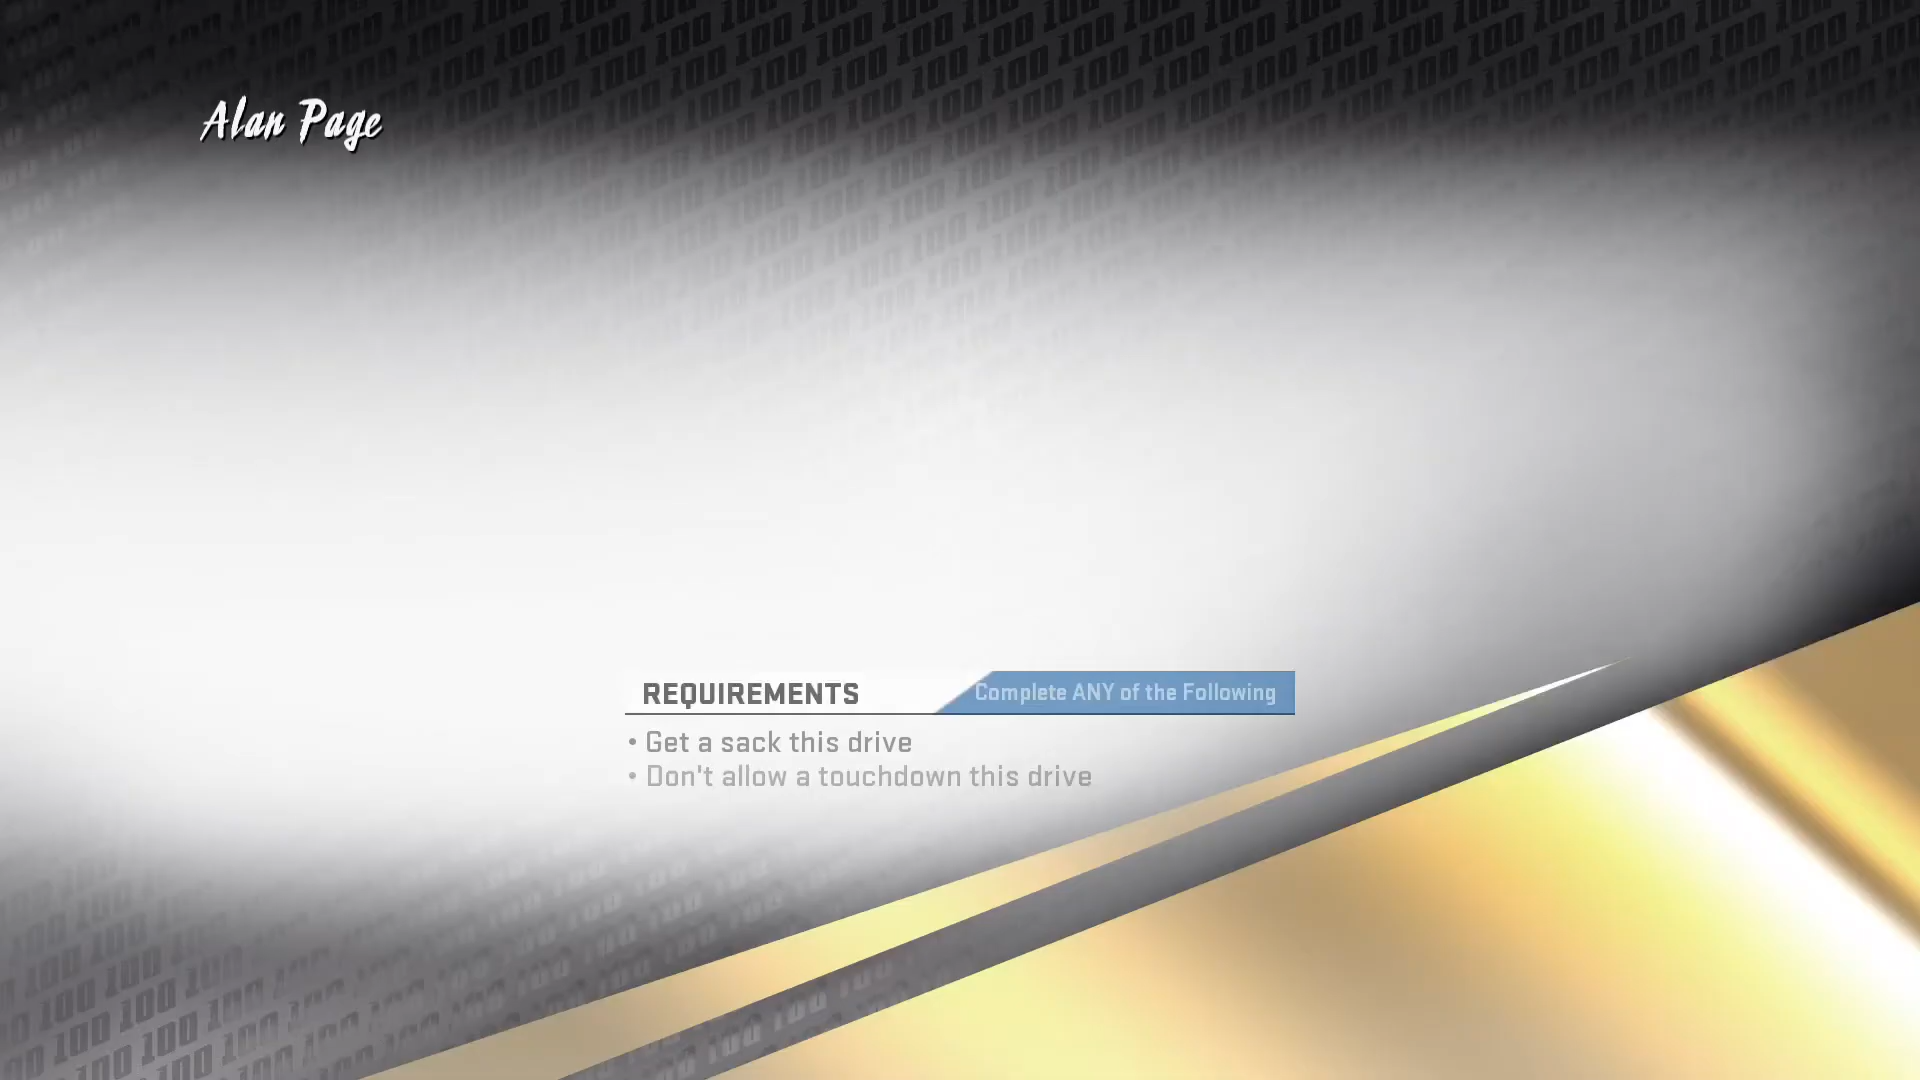 Alan Page
REQUIREMENTS
Complete ANY of the Following
• Get a sack this drive
• Don't allow a touchdown this drive